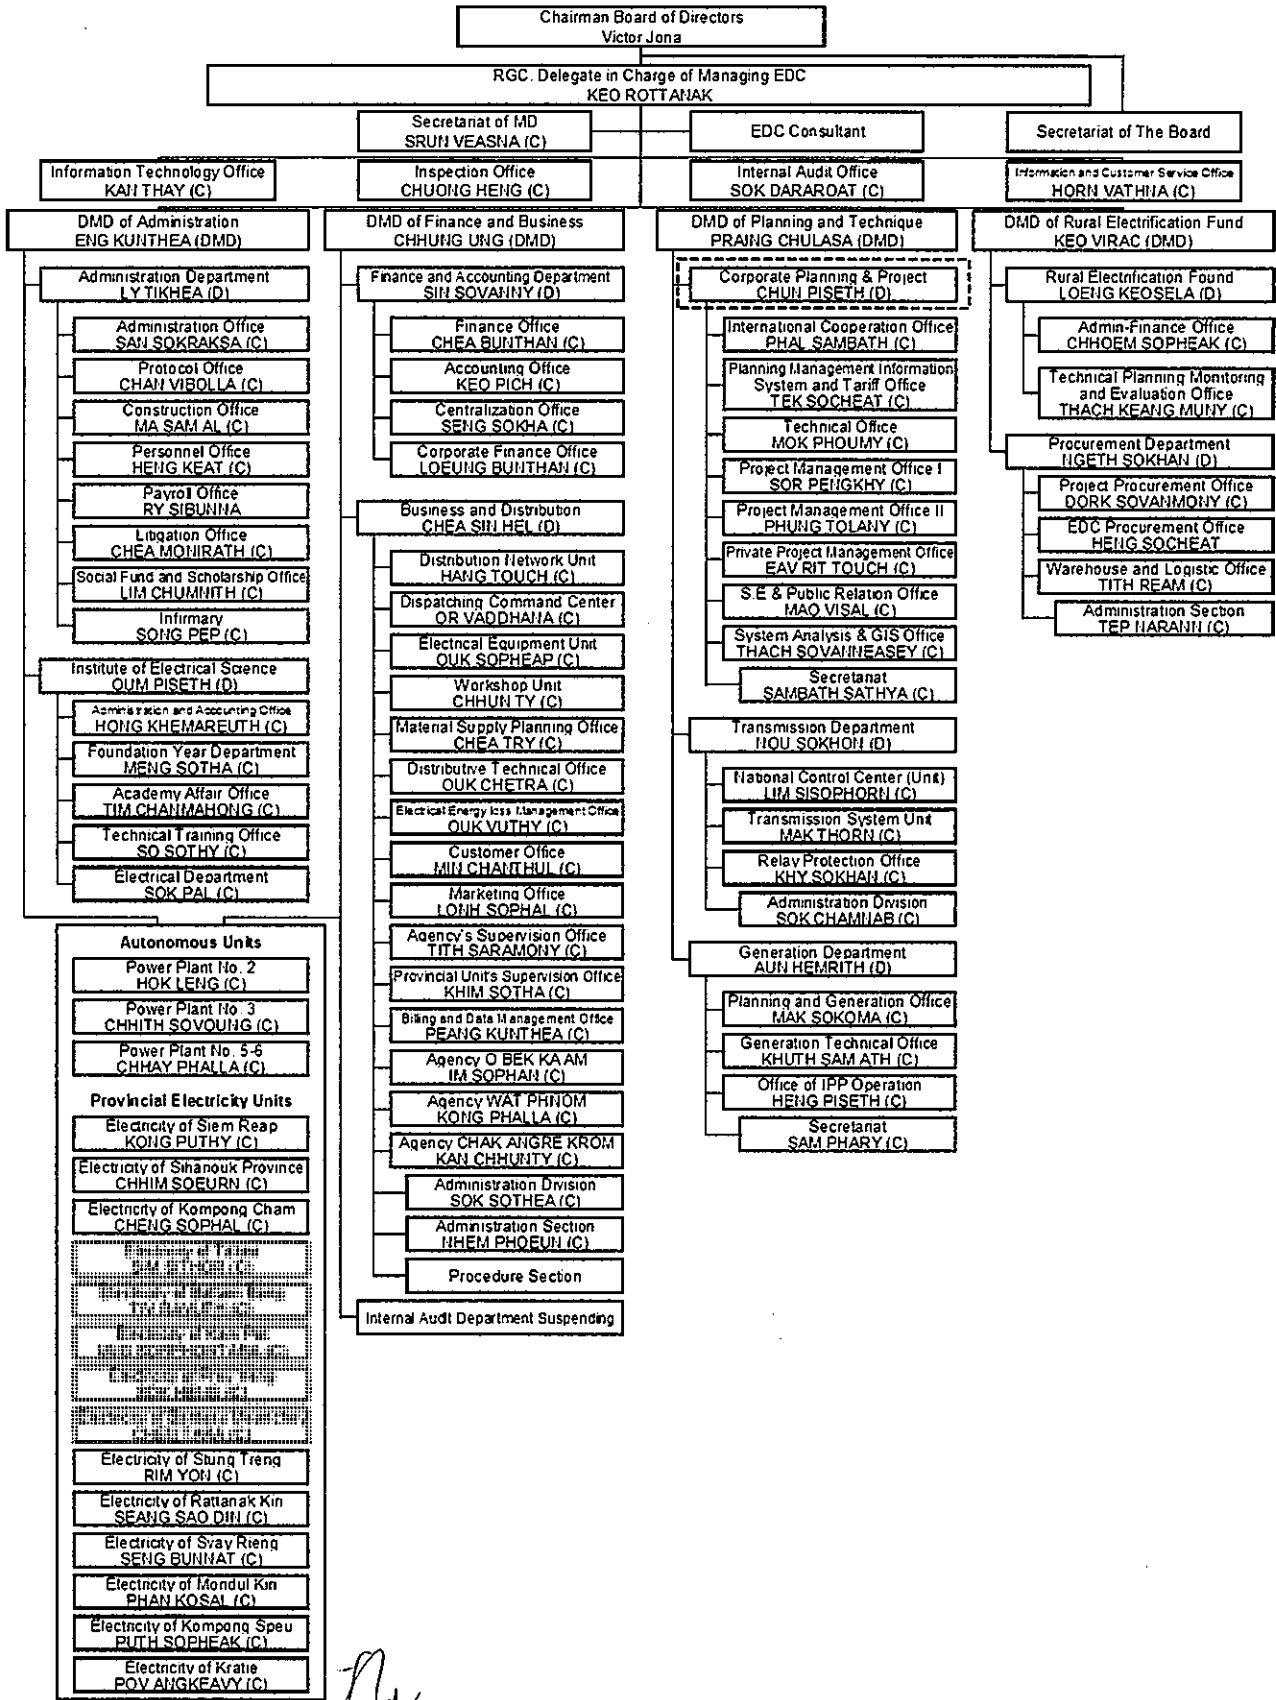 Chairman Board of Directors
Victor Jona
RGC. Delegate in Charge of Managing EDC
KEO ROTTANAK
Secretariat of MD
SRUN VEASNA (C)
EDC Consultant
Secretariat of The Board
Information Technology Office
KAN THAY (C)
Inspection Office
CHUONG HENG (C)
Internal Audit Office
SOK DARAROAT (C)
Information and Customer Service Office
HORN VATHNA (C)
DMD of Administration
ENG KUNTHEA (DMD)
Administration Department
LY TIKHEA (D)
Administration Office
SAN SOKRAKSA (C)
Protocol Office
CHAN VIBOLLA (C)
Construction Office
MA SAM AL (C)
Personnel Office
HENG KEAT (C)
Payroll Office
RY SIBUNNA
Litigation Office
CHEA MONIRATH (C)
Social Fund and Scholarship Office
LIM CHUMNITH (C)
Infirmary
SONG PEP (C)
Institute of Electrical Science
OUM PISETH (D)
Administration and Accounting Office
HONG KHEMAREUTH (C)
Foundation Year Department
MENG SOTHA (C)
Academy Affair Office
TIM CHANMAHONG (C)
Technical Training Office
SO SOTHY (C)
Electrical Department
SOK PAL (C)
Autonomous Units
Power Plant No. 2
HOK LENG (C)
Power Plant No. 3
CHHITH SOVOUNG (C)
Power Plant No. 5-6
CHHAY PHALLA (C)
Provincial Electricity Units
Electricity of Siem Reap
KONG PUTHY (C)
Electricity of Sihanouk Province
CHHIM SOEURN (C)
Electricity of Kompong Cham
CHENG SOPHAL (C)
Electricity of Stung Treng
RIM YON (C)
Electricity of Rattanak Kiri
SEANG SAO DIN (C)
Electricity of Svay Rieng
SENG BUNNAT (C)
Electricity of Mondul Kiri
PHAN KOSAL (C)
Electricity of Kompong Speu
PUTH SOPHEAK (C)
Electricity of Kratie
POV ANGKEAVY (C)
DMD of Finance and Business
CHHUNG UNG (DMD)
Finance and Accounting Department
SIN SOVANNY (D)
Finance Office
CHEA BUNTHAN (C)
Accounting Office
KEO PICH (C)
Centralization Office
SENG SOKHA (C)
Corporate Finance Office
LOEUNG BUNTHAN (C)
Business and Distribution
CHEA SIN HEL (D)
Distribution Network Unit
HANG TOUCH (C)
Dispatching Command Center
OR VADDHANA (C)
Electrical Equipment Unit
OUK SOPHEAP (C)
Workshop Unit
CHHUN TY (C)
Material Supply Planning Office
CHEA TRY (C)
Distributive Technical Office
OUK CHETRA (C)
Electrical Energy loss Management Office
OUK VUTHY (C)
Customer Office
MIN CHANTHUL (C)
Marketing Office
LONH SOPHAL (C)
Agency's Supervision Office
TITH SARAMONY (C)
Provincial Unit's Supervision Office
KHIM SOTHA (C)
Billing and Data Management Office
PEANG KUNTHEA (C)
Agency O BEK KAAM
IM SOPHAN (C)
Agency WAT PHNOM
KONG PHALLA (C)
Agency CHAK ANGRE KROM
KAN CHHUNTY (C)
Administration Division
SOK SOTHEA (C)
Administration Section
NHEM PHOEUN (C)
Procedure Section
Internal Audit Department Suspending
DMD of Planning and Technique
PRAING CHULASA (DMD)
Corporate Planning & Project
CHUN PISETH (D)
International Cooperation Office
PHAL SAMBATH (C)
Planning Management Information
System and Tariff Office
TEK SOCHEAT (C)
Technical Office
MOK PHOUMY (C)
Project Management Office I
SOR PENGKHY (C)
Project Management Office II
PHUNG TOLANY (C)
Private Project Management Office
EAV RIT TOUCH (C)
S.E & Public Relation Office
MAO VISAL (C)
System Analysis & GIS Office
THACH SOVANNEASEY (C)
Secretariat
SAMBATH SATHYA (C)
Transmission Department
NOU SOKHON (D)
National Control Center (Unit)
LIM SISOPHORN (C)
Transmission System Unit
MAK THORN (C)
Relay Protection Office
KHY SOKHAN (C)
Administration Division
SOK CHAMNAB (C)
Generation Department
AUN HEMRITH (D)
Planning and Generation Office
MAK SOKOMA (C)
Generation Technical Office
KHUTH SAM ATH (C)
Office of IPP Operation
HENG PISETH (C)
Secretariat
SAM PHARY (C)
DMD of Rural Electrification Fund
KEO VIRAC (DMD)
Rural Electrification Found
LOENG KEOSELA (D)
Admin-Finance Office
CHHOEM SOPHEAK (C)
Technical Planning Monitoring
and Evaluation Office
THACH KEANG MUNY (C)
Procurement Department
NGETH SOKHAN (D)
Project Procurement Office
DORK SOVANMONY (C)
EDC Procurement Office
HENG SOCHEAT
Warehouse and Logistic Office
TITH REAM (C)
Administration Section
TEP NARANN (C)